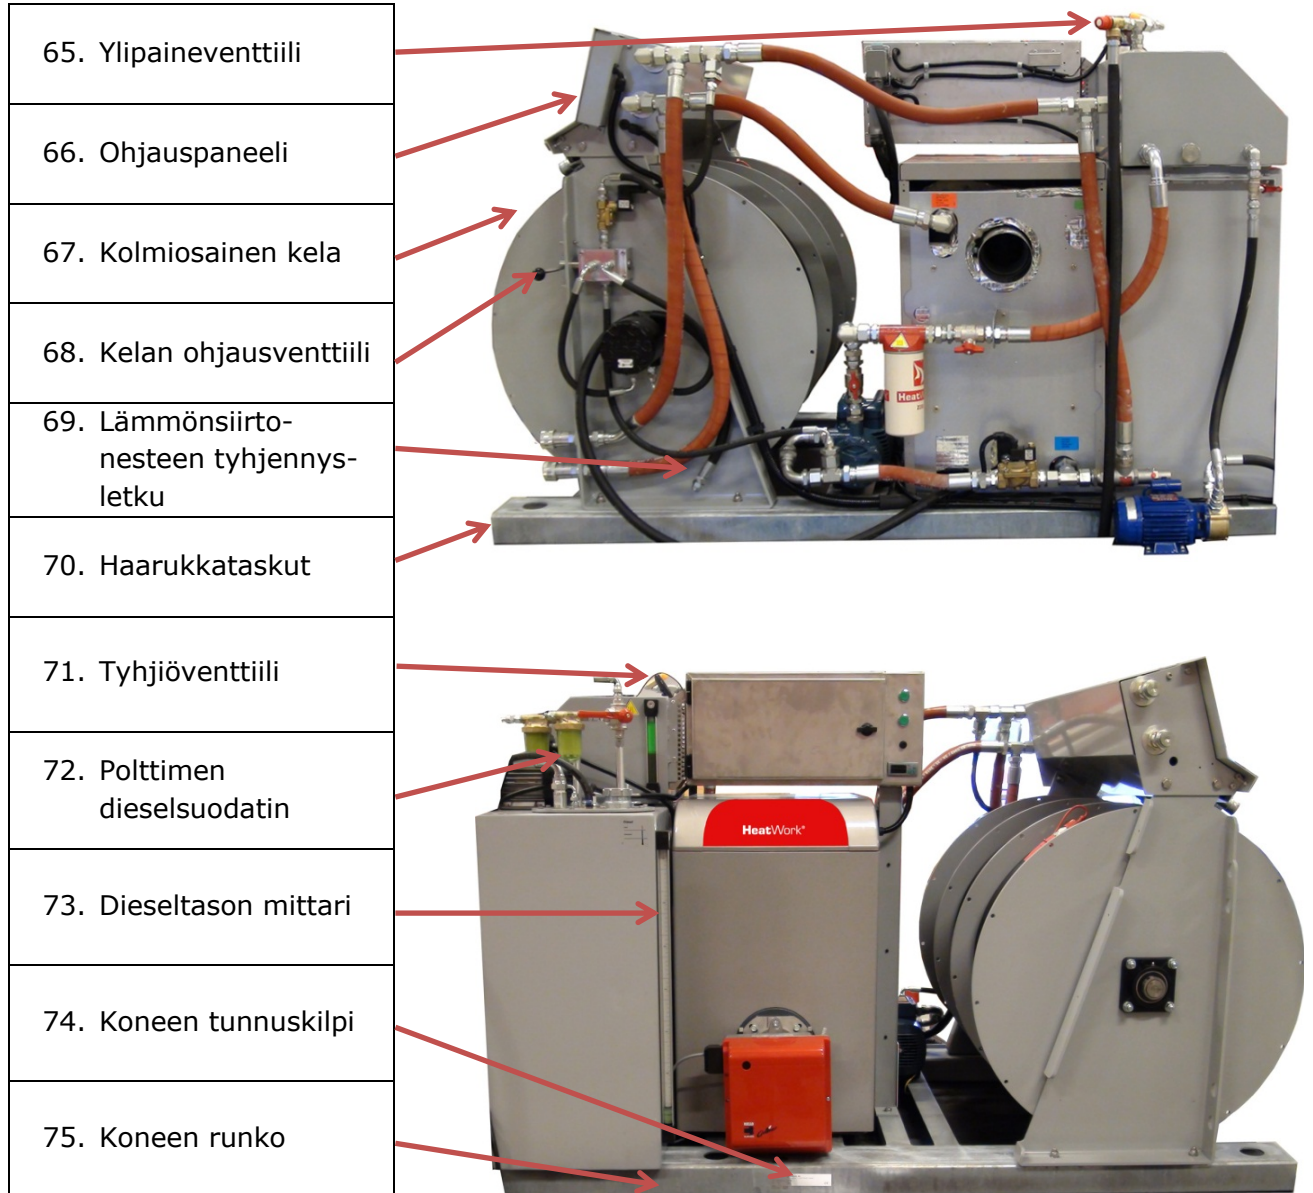 65. Ylipaineventtiili
66. Ohjauspaneeli
67. Kolmiosainen kela
68. Kelan ohjausventtiili
69. Lämmönsiirto-
nesteen tyhjennys-
letku
70. Haarukkataskut
71. Tyhjiöventtiili
72. Polttimen
dieselsuodatin
73. Dieseltason mittari
74. Koneen tunnuskilpi
75. Koneen runko
HeatWork